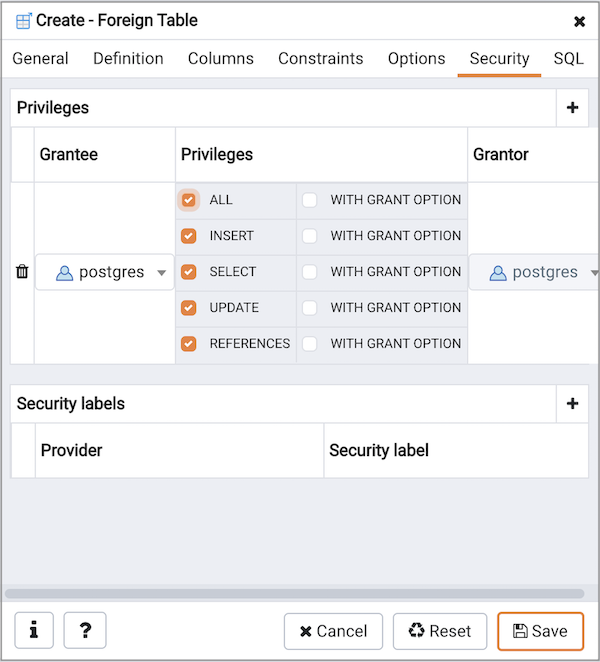 Create - Foreign Table
General Definition Columns Constraints Options Security SQL
Privileges
Grantee Privileges Grantor
ALL WITH GRANT OPTION
INSERT WITH GRANT OPTION
postgres SELECT WITH GRANT OPTION postgres
UPDATE WITH GRANT OPTION
REFERENCES WITH GRANT OPTION
Security labels
Provider Security label
i ? Cancel Reset Save